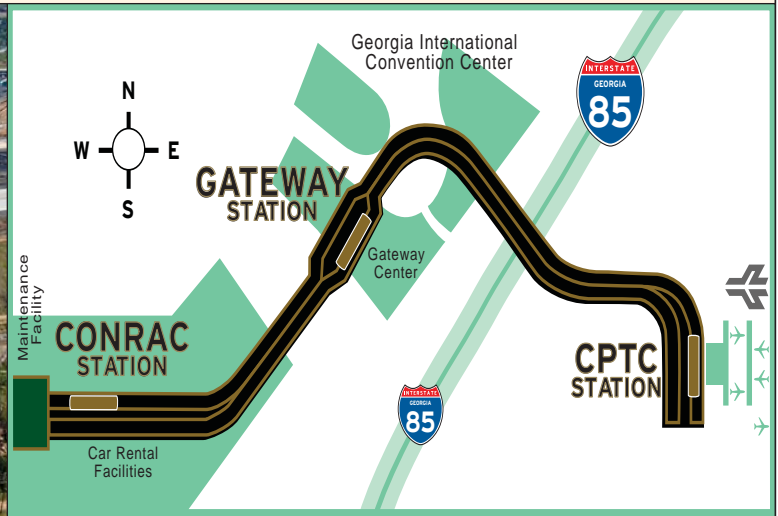 Georgia International
Convention Center
INTERSTATE
GEORGIA
85
N
W
E
S
GATEWAY
STATION
Gateway
Center
Maintenance
Facility
CONRAC
STATION
CPTC
STATION
INTERSTATE
GEORGIA
85
Car Rental
Facilities